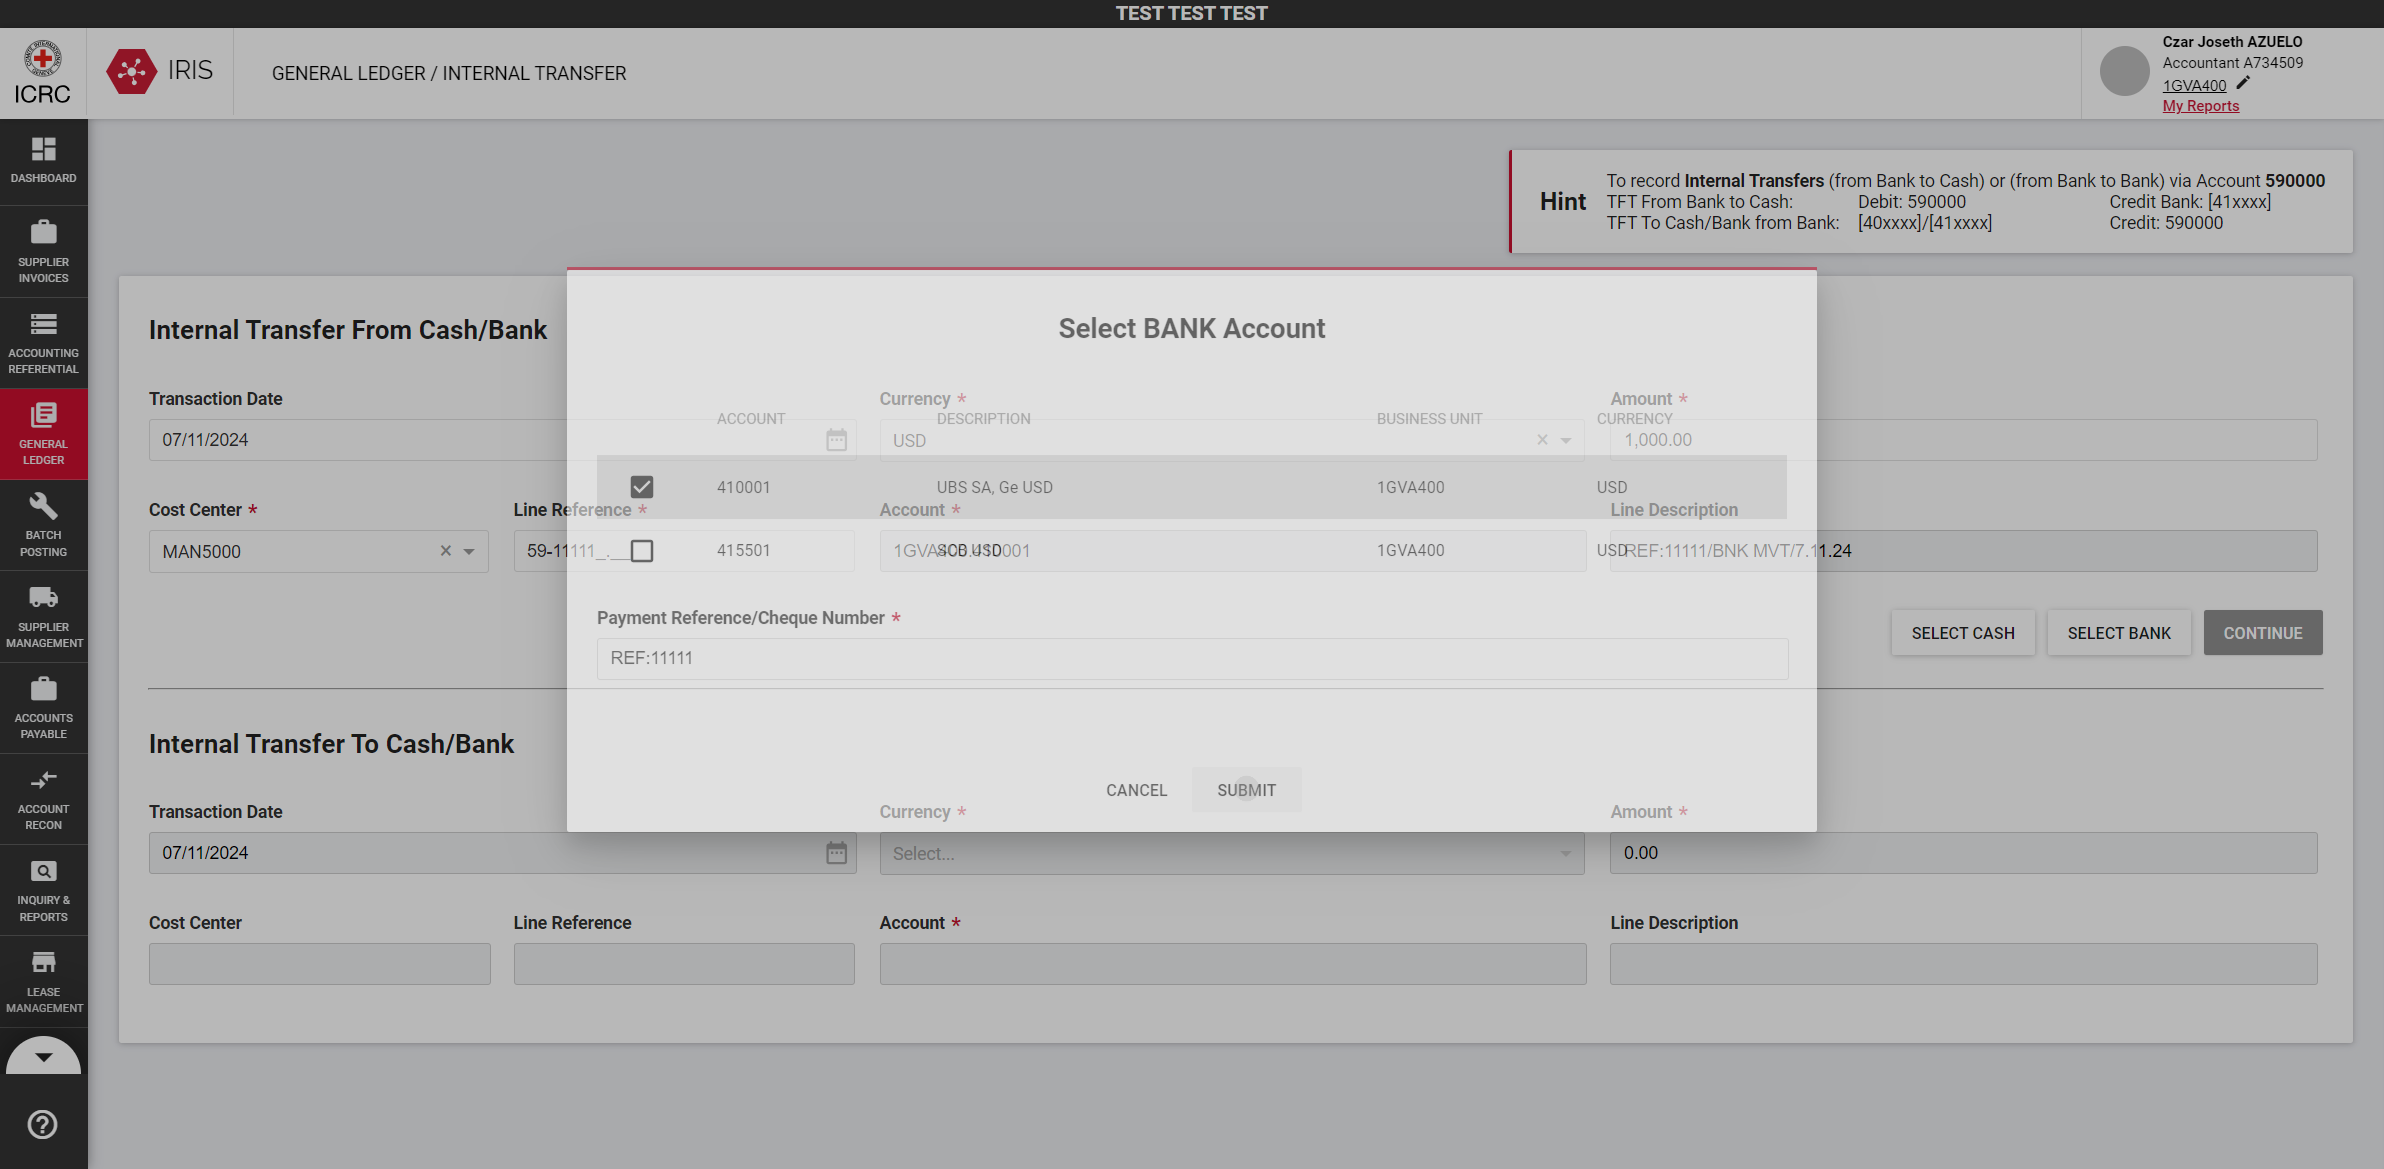 TEST TEST TEST
ICRC
IRIS
GENERAL LEDGER / INTERNAL TRANSFER
Czar Joseth AZUELO
Accountant A734509
1GVA400
My Reports
DASHBOARD
SUPPLIER
INVOICES
ACCOUNTING
REFERENTIAL
GENERAL
LEDGER
BATCH
POSTING
SUPPLIER
MANAGEMENT
ACCOUNTS
PAYABLE
ACCOUNT
RECON
INQUIRY &
REPORTS
LEASE
MANAGEMENT
Hint
To record Internal Transfers (from Bank to Cash) or (from Bank to Bank) via Account 590000
TFT From Bank to Cash: Debit: 590000 Credit Bank: [41xxxx]
TFT To Cash/Bank from Bank: [40xxxx]/[41xxxx] Credit: 590000
Internal Transfer From Cash/Bank
Transaction Date Currency * Amount *
07/11/2024 USD 1,000.00
Cost Center * Line Reference * Account * Line Description
MAN5000 59-11111_.__ 1GVA400.410001 REF:11111/BNK MVT/7.11.24
SELECT CASH SELECT BANK CONTINUE
Select BANK Account
ACCOUNT DESCRIPTION BUSINESS UNIT CURRENCY
410001 UBS SA, Ge USD 1GVA400 USD
415501 SCB USD 1GVA400 USD
Payment Reference/Cheque Number *
REF:11111
CANCEL SUBMIT
Internal Transfer To Cash/Bank
Transaction Date Currency * Amount *
07/11/2024 Select... 0.00
Cost Center Line Reference Account * Line Description